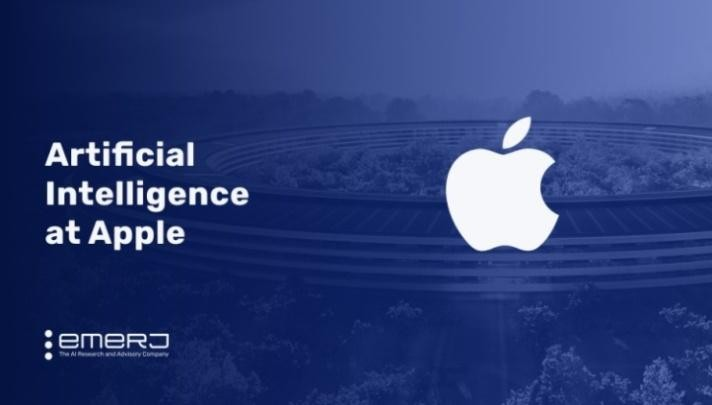 Artificial
Intelligence
at Apple
emerj
The AI Research and Advisory Company